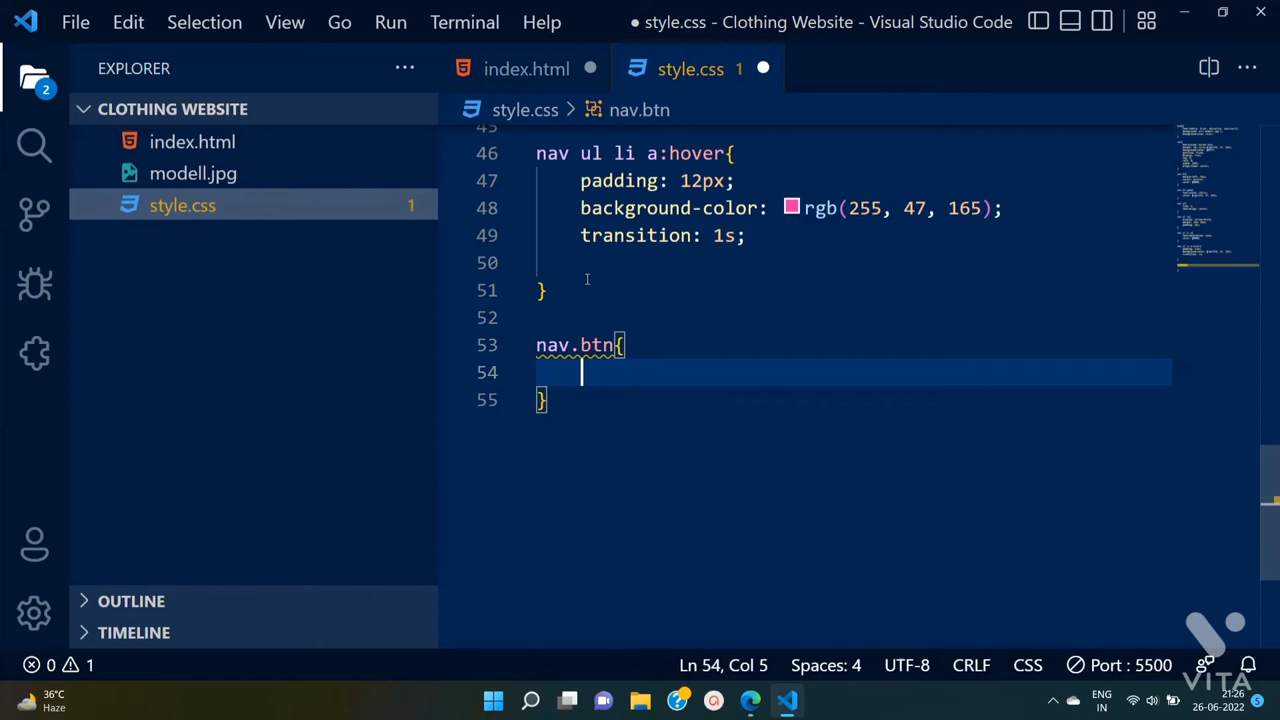 File Edit Selection View Go Run Terminal Help ● style.css - Clothing Website - Visual Studio Code
EXPLORER ··· index.html style.css 1
CLOTHING WEBSITE style.css > nav.btn
index.html
modell.jpg
style.css 1
45
46 nav ul li a:hover{
47 padding: 12px;
48 background-color: rgb(255, 47, 165);
49 transition: 1s;
50
51 }
52
53 nav.btn{
54
55 }
2
OUTLINE
TIMELINE
0 1 Ln 54, Col 5 Spaces: 4 UTF-8 CRLF CSS Port : 5500
VITA
36°C
Haze
ENG
IN
21:26
26-06-2022
5